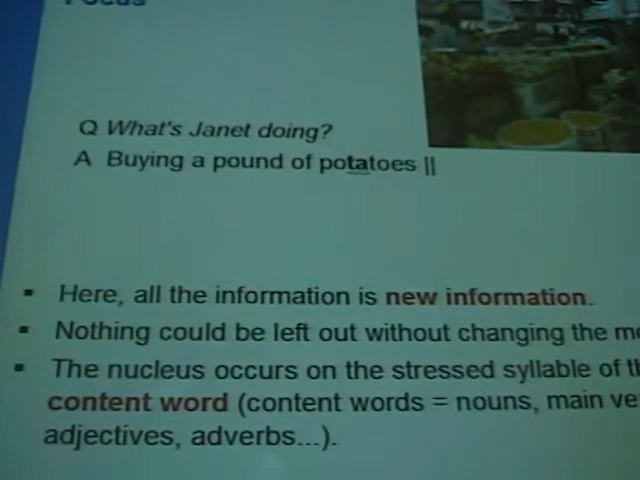 Focus
Q What's Janet doing?
A Buying a pound of potatoes ||
▪ Here, all the information is new information.
▪ Nothing could be left out without changing the
▪ The nucleus occurs on the stressed syllable of
content word (content words = nouns, main
adjectives, adverbs...).